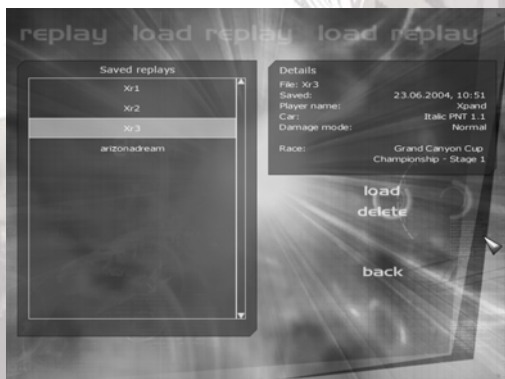 replay load replay load replay
Saved replays
Xr1
Xr2
Xr3
arizonadream
Details
File: Xr3
Saved: 23.06.2004, 10:51
Player name: Xpand
Car: Italic PNT 1.1
Damage mode: Normal
Race: Grand Canyon Cup
Championship - Stage 1
load
delete
back